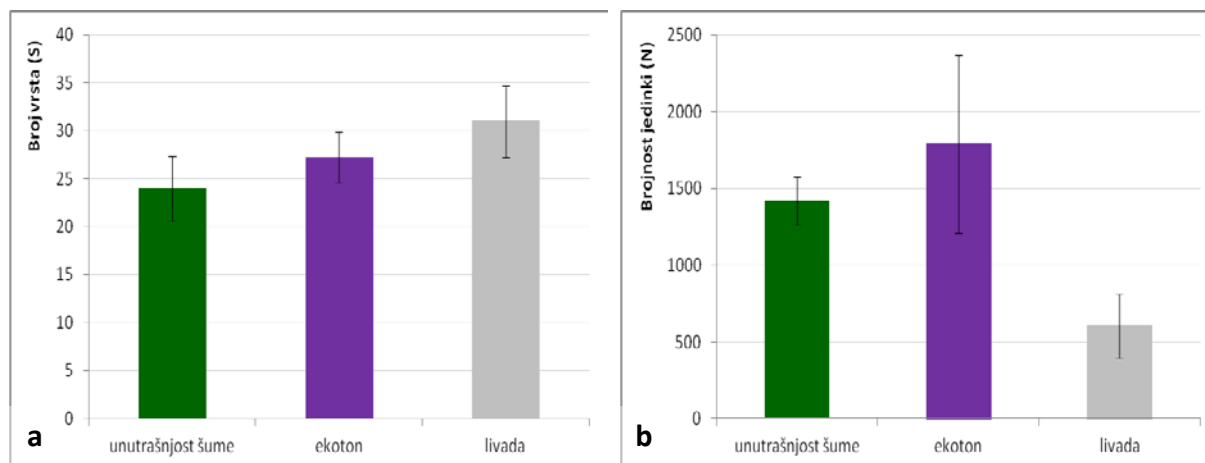 Broj vrsta (S)
40
35
30
25
20
15
10
5
0
unutrašnjost šume
ekoton
livada
a
Brojnost jedinki (N)
2500
2000
1500
1000
500
0
unutrašnjost šume
ekoton
livada
b